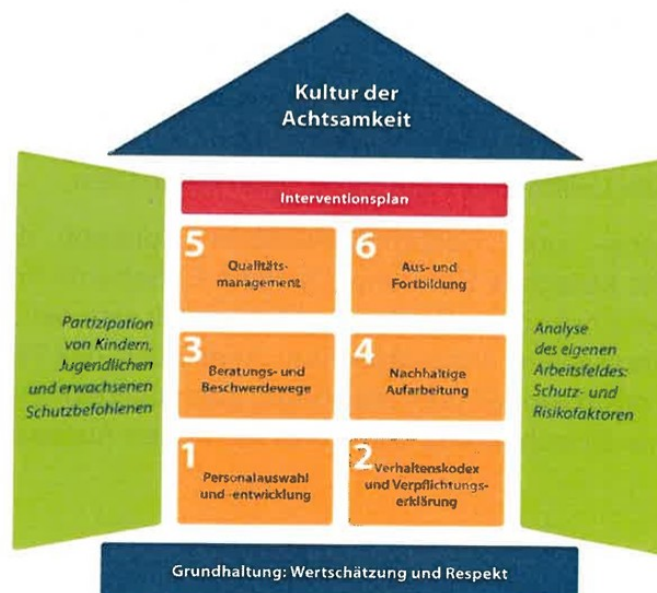 Kultur der
Achtsamkeit
Interventionsplan
5
Qualitäts-
management
6
Aus- und
Fortbildung
Partizipation
von Kindern,
Jugendlichen
und erwachsenen
Schutzbefohlenen
3
Beratungs- und
Beschwerdewege
4
Nachhaltige
Aufarbeitung
Analyse
des eigenen
Arbeitsfeldes:
Schutz- und
Risikofaktoren
1
Personalauswahl
und -entwicklung
2
Verhaltenskodex
und Verpflichtungs-
erklärung
Grundhaltung: Wertschätzung und Respekt